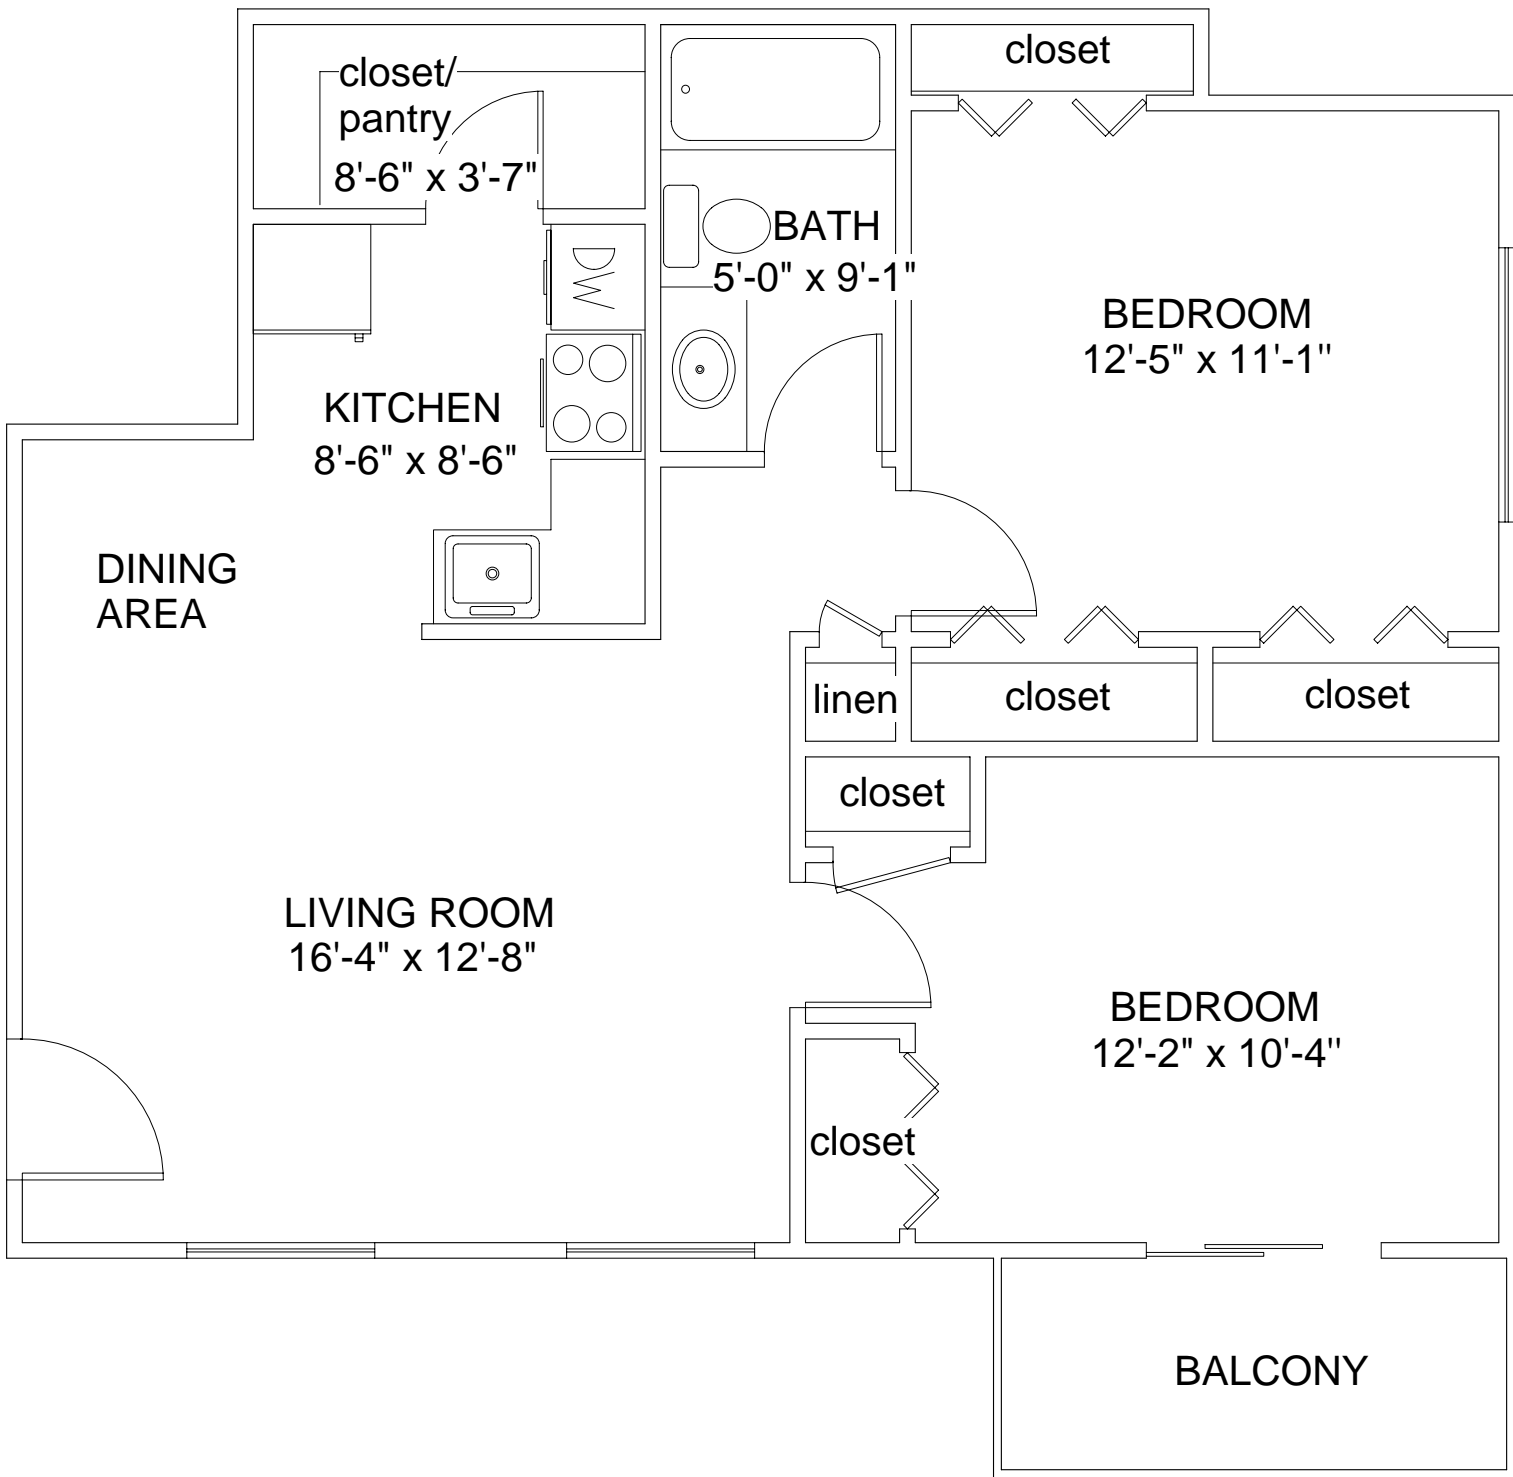 closet/
pantry
8'-6" x 3'-7"
closet
BATH
5'-0" x 9'-1"
DW
BEDROOM
12'-5" x 11'-1"
KITCHEN
8'-6" x 8'-6"
DINING
AREA
linen
closet
closet
closet
LIVING ROOM
16'-4" x 12'-8"
BEDROOM
12'-2" x 10'-4"
closet
BALCONY